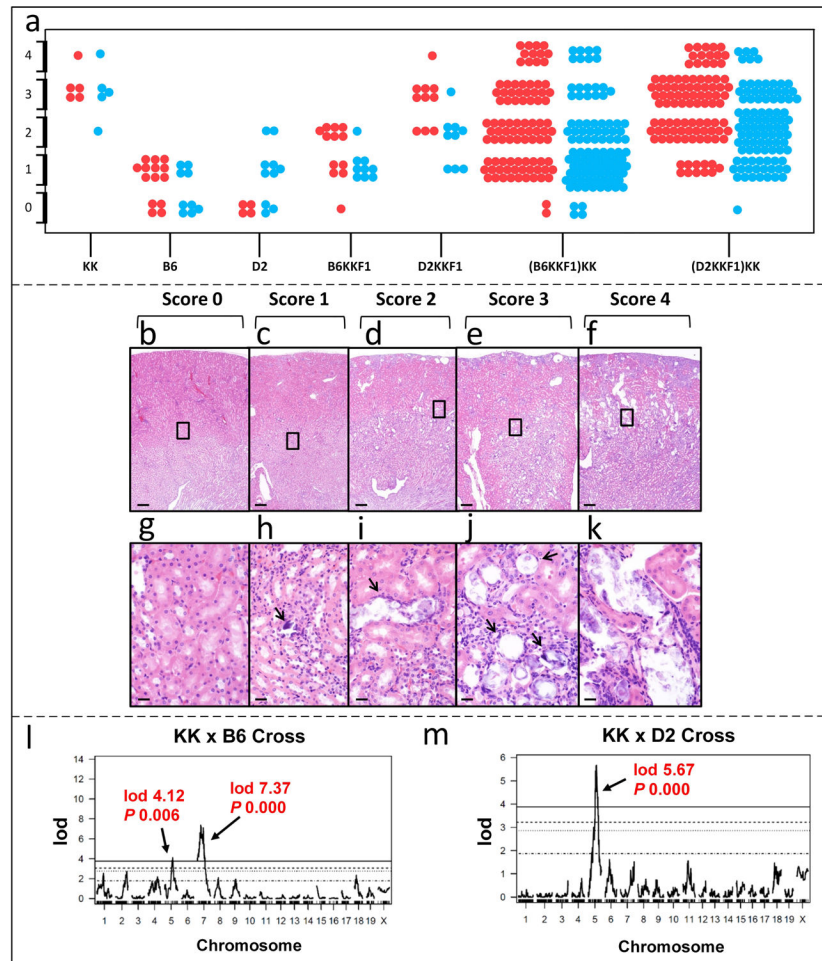 a
4
3
2
1
0
KK B6 D2 B6KKF1 D2KKF1 (B6KKF1)KK (D2KKF1)KK
Score 0 Score 1 Score 2 Score 3 Score 4
b c d e f
g h i j k
l KK x B6 Cross
lod
14
12
10
8
6
4
2
0
lod 4.12
P 0.006
lod 7.37
P 0.000
1 2 3 4 5 6 7 8 9 10 11 12 13 14 15 16 17 18 19 X
Chromosome
m KK x D2 Cross
lod
6
5
4
3
2
1
0
lod 5.67
P 0.000
1 2 3 4 5 6 7 8 9 10 11 12 13 14 15 16 17 18 19 X
Chromosome